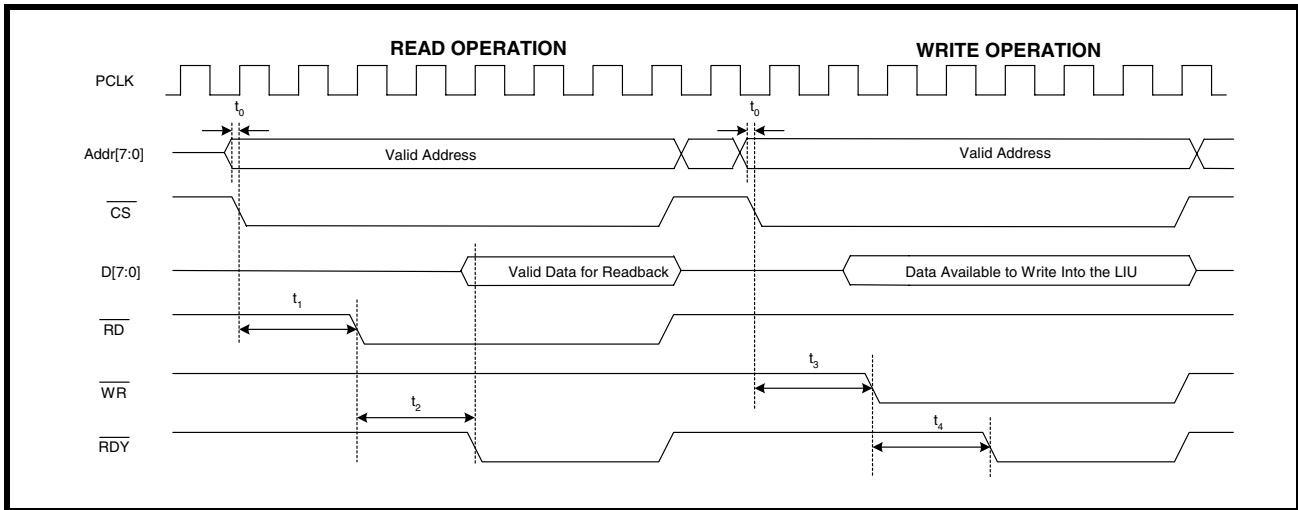 READ OPERATION WRITE OPERATION
PCLK
t0 t0
Addr[7:0] Valid Address Valid Address
CS
D[7:0] Valid Data for Readback Data Available to Write Into the LIU
t1
RD
t3
WR
t2
t4
RDY